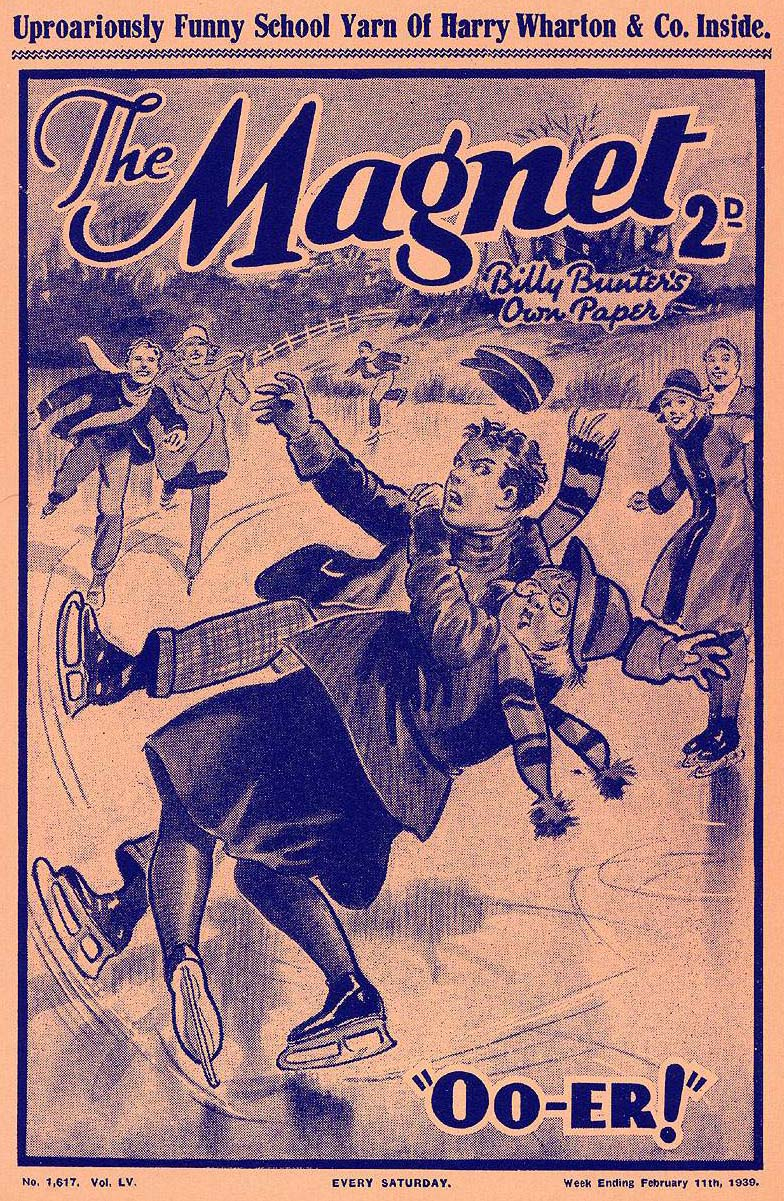 Uproariously Funny School Yarn Of Harry Wharton & Co. Inside.
The Magnet 2D
Billy Bunter's
Own Paper
"Oo-er!"
No. 1,617. Vol. LV. EVERY SATURDAY. Week Ending February 11th, 1939.